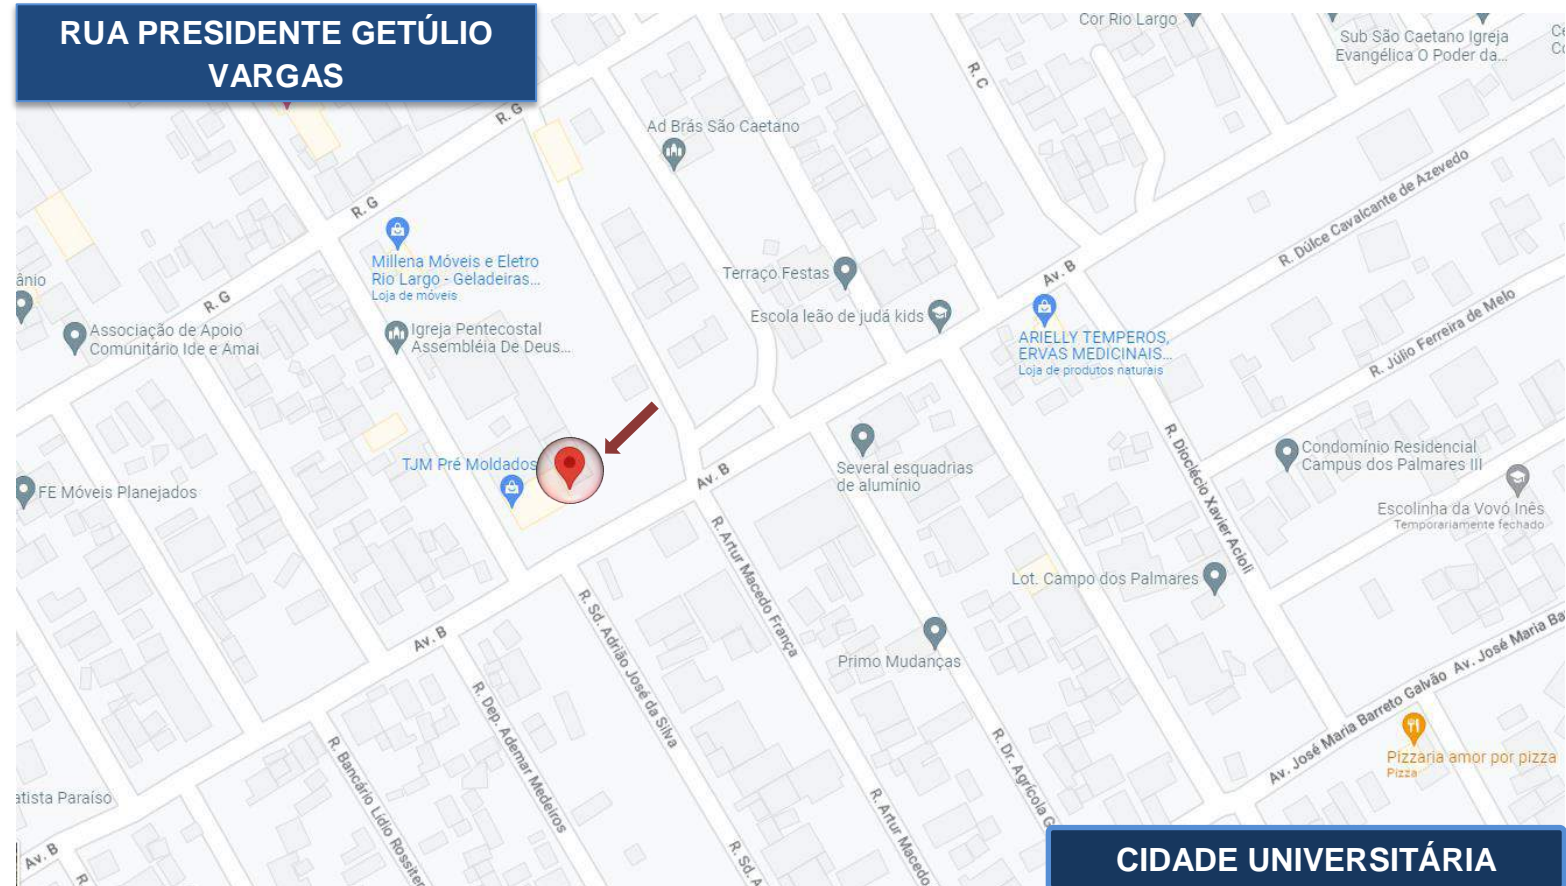 RUA PRESIDENTE GETÚLIO
VARGAS
Cor Rio Largo
Sub São Caetano Igreja
Evangélica O Poder da...
R. C
R. G
Ad Brás São Caetano
R. Dúlce Cavalcante de Azevedo
R. G
Millena Móveis e Eletro
Rio Largo - Geladeiras...
Loja de móveis
Terraço Festas
Av. B
ânio
R. G
Escola leão de judá kids
ARIELLY TEMPEROS,
ERVAS MEDICINAIS...
Loja de produtos naturais
R. Júlio Ferreira de Melo
Associação de Apoio
Comunitário Ide e Amai
Igreja Pentecostal
Assembléia De Deus...
TJM Pré Moldados
Av. B
Several esquadrias
de alumínio
R. Dioclécio Xavier Acioli
Condomínio Residencial
Campus dos Palmares III
FE Móveis Planejados
Escolinha da Vovó Inês
Temporariamente fechado
R. Artur Macedo França
Lot. Campo dos Palmares
R. Sd. Adrião José da Silva
Av. B
Primo Mudanças
Av. José Maria Barreto Galvão
Av. José Maria Ba
R. Dep. Ademar Medeiros
R. Bancário Lídio Rossiter
R. Dr. Agrícola G
Pizzaria amor por pizza
Pizza
atista Paraíso
R. Artur Macedo
R. Sd. A
Av. B
R
CIDADE UNIVERSITÁRIA